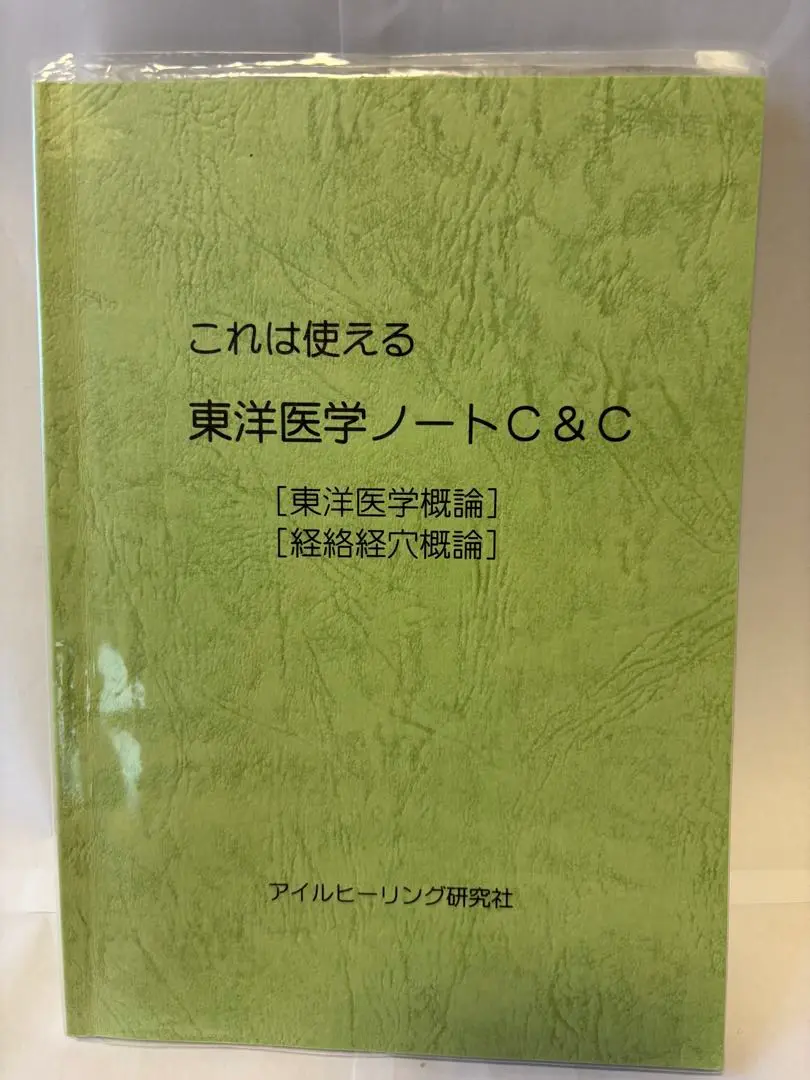 これは使える
東洋医学ノートC＆C
［東洋医学概論］
［経絡経穴概論］
アイルヒーリング研究社